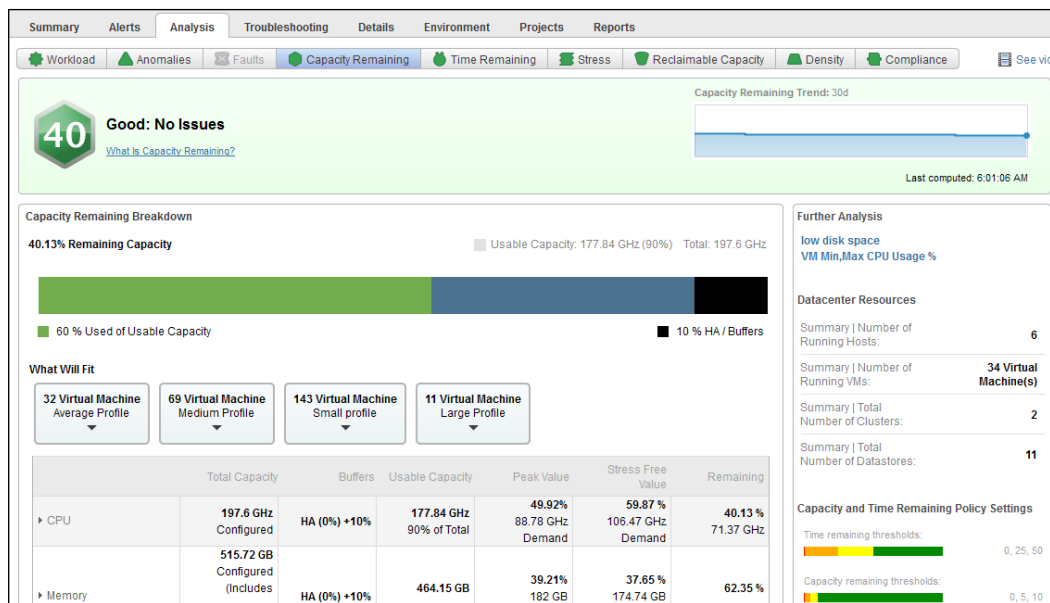 Summary Alerts Analysis Troubleshooting Details Environment Projects Reports
Workload Anomalies Faults Capacity Remaining Time Remaining Stress Reclaimable Capacity Density Compliance See
40
Good: No Issues
What Is Capacity Remaining?
Capacity Remaining Trend: 30d
Last computed: 6:01:06 AM
Capacity Remaining Breakdown
40.13% Remaining Capacity
Usable Capacity: 177.84 GHz (90%) Total: 197.6 GHz
60 % Used of Usable Capacity
10 % HA / Buffers
What Will Fit
32 Virtual Machine
Average Profile
69 Virtual Machine
Medium Profile
143 Virtual Machine
Small profile
11 Virtual Machine
Large Profile
Total Capacity Buffers Usable Capacity Peak Value Stress Free Value Remaining
CPU
197.6 GHz
Configured
HA (0%) +10%
177.84 GHz
90% of Total
49.92%
88.78 GHz
Demand
59.87 %
106.47 GHz
Demand
40.13 %
71.37 GHz
Memory
515.72 GB
Configured
(Includes
HA (0%) +10%
464.15 GB
39.21%
182 GB
37.65 %
174.74 GB
62.35 %
Further Analysis
low disk space
VM Min,Max CPU Usage %
Datacenter Resources
Summary | Number of
Running Hosts:
6
Summary | Number of
Running VMs:
34 Virtual
Machine(s)
Summary | Total
Number of Clusters:
2
Summary | Total
Number of Datastores:
11
Capacity and Time Remaining Policy Settings
Time remaining thresholds:
0, 25, 50
Capacity remaining thresholds:
0, 5, 10